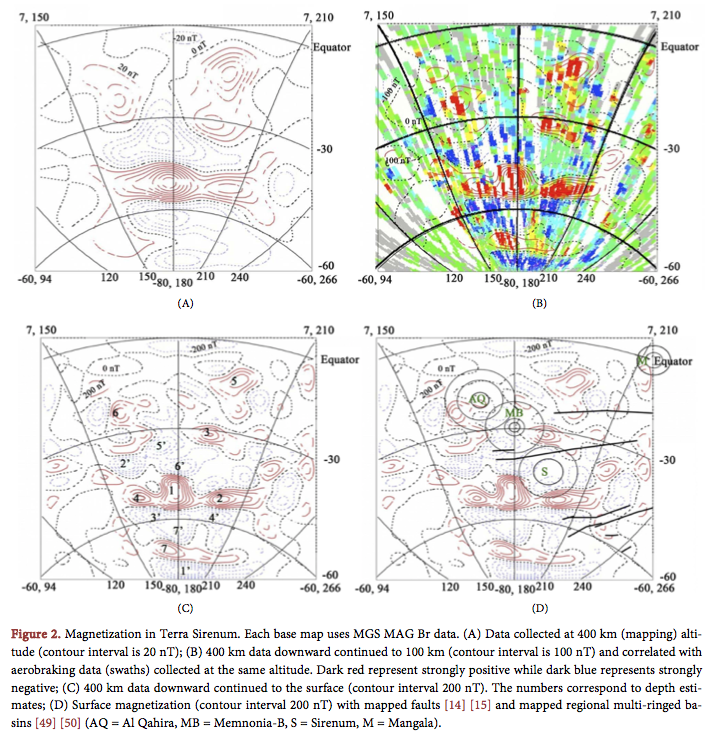 7, 150
7, 210
-20 nT
0 nT
20 nT
Equator
-30
-60
120
150
210
240
-60, 94
-80, 180
-60, 266
(A)
7, 150
7, 210
Equator
100 nT
0 nT
100 nT
-30
-60
120
150
210
240
-60, 94
-80, 180
-60, 266
(B)
7, 150
7, 210
-200 nT
0 nT
200 nT
Equator
5
6
3
5'
2'
6'
-30
1
4
2
3'
4'
7'
7
1'
-60
120
150
210
240
-60, 94
-80, 180
-60, 266
(C)
7, 150
7, 210
-200 nT
0 nT
200 nT
M
Equator
AQ
MB
-30
S
-60
120
150
210
240
-60, 94
-80, 180
-60, 266
(D)
Figure 2. Magnetization in Terra Sirenum. Each base map uses MGS MAG Br data. (A) Data collected at 400 km (mapping) alti-
tude (contour interval is 20 nT); (B) 400 km data downward continued to 100 km (contour interval is 100 nT) and correlated with
aerobraking data (swaths) collected at the same altitude. Dark red represent strongly positive while dark blue represents strongly
negative; (C) 400 km data downward continued to the surface (contour interval 200 nT). The numbers correspond to depth esti-
mates; (D) Surface magnetization (contour interval 200 nT) with mapped faults [14] [15] and mapped regional multi-ringed ba-
sins [49] [50] (AQ = Al Qahira, MB = Memnonia-B, S = Sirenum, M = Mangala).